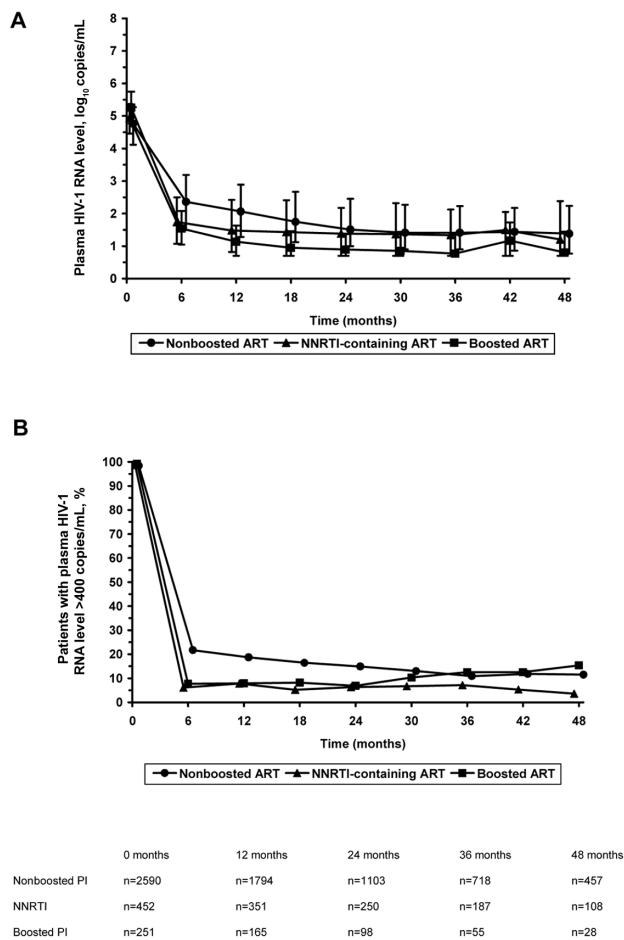 A
Plasma HIV-1 RNA level, log10 copies/mL
8
7
6
5
4
3
2
1
0
0 6 12 18 24 30 36 42 48
Time (months)
Nonboosted ART NNRTI-containing ART Boosted ART
B
Patients with plasma HIV-1
RNA level >400 copies/mL, %
100
90
80
70
60
50
40
30
20
10
0
0 6 12 18 24 30 36 42 48
Time (months)
Nonboosted ART NNRTI-containing ART Boosted ART
0 months 12 months 24 months 36 months 48 months
Nonboosted PI n=2590 n=1794 n=1103 n=718 n=457
NNRTI n=452 n=351 n=250 n=187 n=108
Boosted PI n=251 n=165 n=98 n=55 n=28